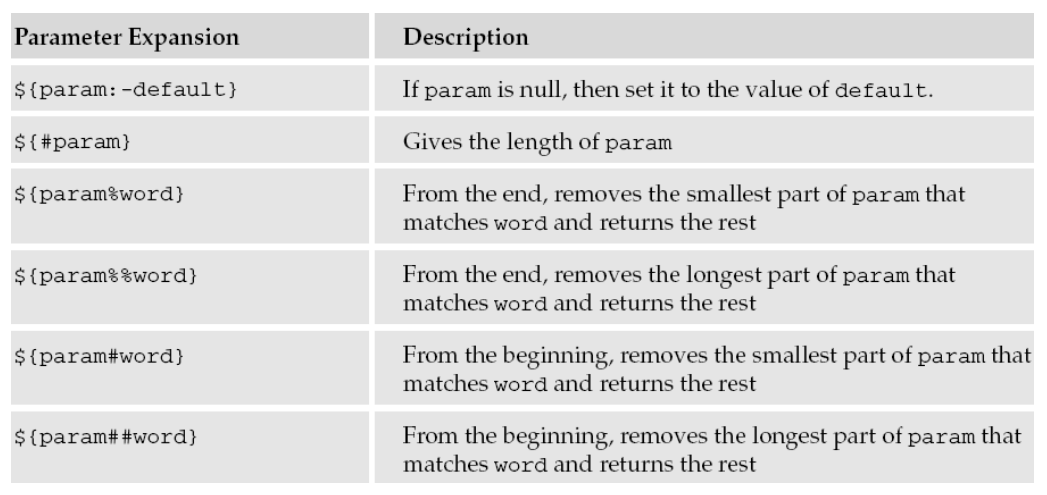 Parameter Expansion Description
${param:-default} If param is null, then set it to the value of default.
${#param} Gives the length of param
${param%word} From the end, removes the smallest part of param that
matches word and returns the rest
${param%%word} From the end, removes the longest part of param that
matches word and returns the rest
${param#word} From the beginning, removes the smallest part of param that
matches word and returns the rest
${param##word} From the beginning, removes the longest part of param that
matches word and returns the rest